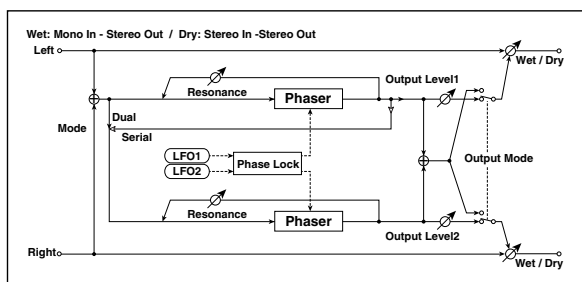 Wet: Mono In - Stereo Out / Dry: Stereo In -Stereo Out
Left
Wet / Dry
Resonance
Phaser
Output Level1
Mode
Dual
Serial
LFO1
LFO2
Phase Lock
Output Mode
Resonance
Phaser
Output Level2
Right
Wet / Dry